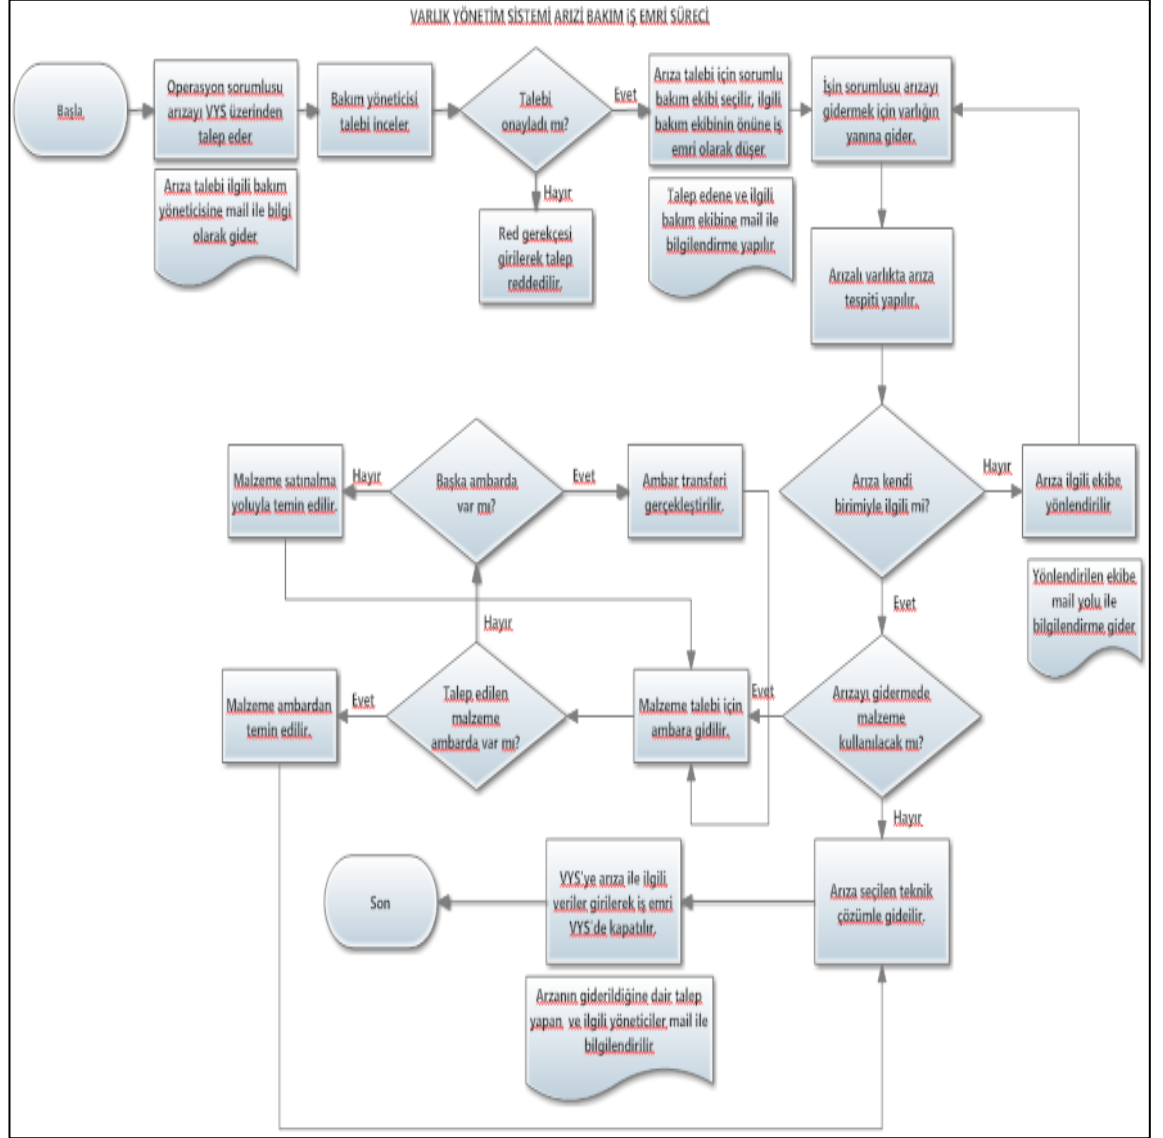 VARLIK YÖNETİM SİSTEMİ ARIZİ BAKIM iŞ EMRİ SÜRECİ
Başla
Operasyon sorumlusu
arızayı VYS üzerinden
talep eder.
Arıza talebi ilgili bakım
yöneticisine mail ile bilgi
olarak gider
Bakım yöneticisi
talebi inceler.
Talebi
onayladı mı?
Evet
Hayır
Red gerekçesi
girilerek talep
reddedilir.
Arıza talebi için sorumlu
bakım ekibi seçilir, ilgili
bakım ekibinin önüne iş
emri olarak düşer.
Talep edene ve ilgili
bakım ekibine mail ile
bilgilendirme yapılır
İşin sorumlusu arızayı
gidermek için varlığın
yanına gider.
Arızalı varlıkta arıza
tespiti yapılır.
Arıza kendi
birimiyle ilgili mi?
Hayır
Arıza ilgili ekibe
yönlendirilir
Yönlendirilen ekibe
mail yolu ile
bilgilendirme gider
Evet
Arızayı gidermede
malzeme
kullanılacak mı?
Evet
Malzeme talebi için
ambara gidilir.
Talep edilen
malzeme
ambarda var mı?
Evet
Malzeme ambardan
temin edilir.
Hayır
Başka ambarda
var mı?
Hayır
Malzeme satınalma
yoluyla temin edilir.
Evet
Ambar transferi
gerçekleştirilir.
Hayır
Arıza seçilen teknik
çözümle gideilir.
VYS'ye arıza ile ilgili
veriler girilerek iş emri
VYS'de kapatılır.
Arzanın giderildiğine dair talep
yapan ve ilgili yöneticiler mail ile
bilgilendirilir
Son